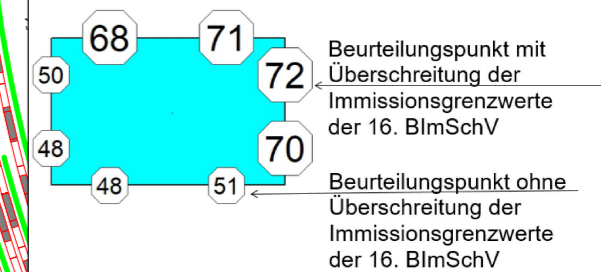 68 71
50 72 Beurteilungspunkt mit
Überschreitung der
Immissionsgrenzwerte
der 16. BImSchV
48 70
48 51 Beurteilungspunkt ohne
Überschreitung der
Immissionsgrenzwerte
der 16. BImSchV